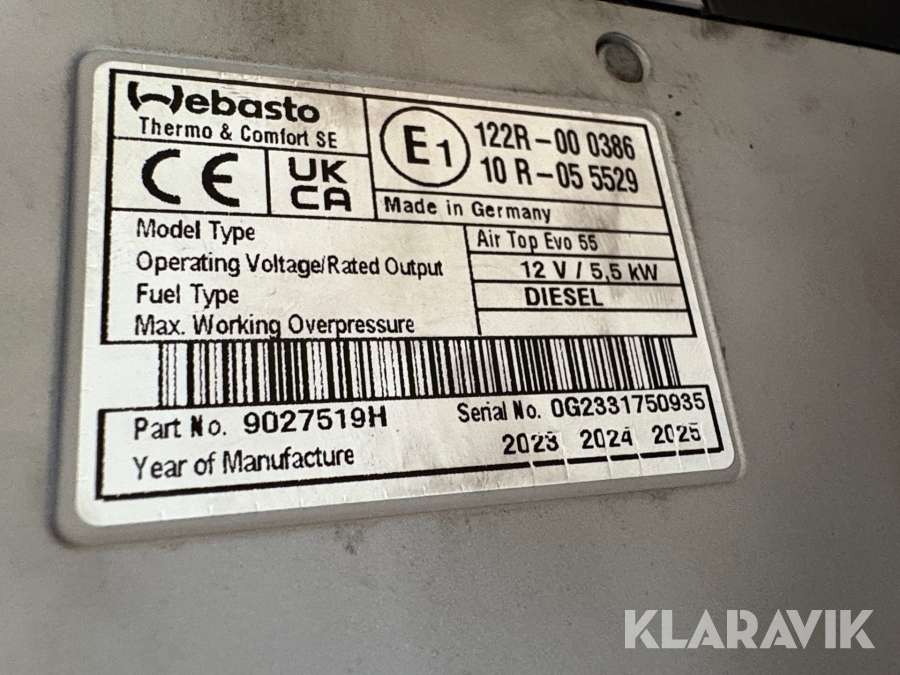 Webasto
Thermo & Comfort SE
CE
UK
CA
E1
122R-00 0386
10 R-05 5529
Made in Germany
Model Type
Air Top Evo 55
Operating Voltage/Rated Output
12 V / 5,5 kW
Fuel Type
DIESEL
Max. Working Overpressure
Part No. 9027519H
Serial No. 0G2331750935
Year of Manufacture
2023 2024 2025
KLARAVIK